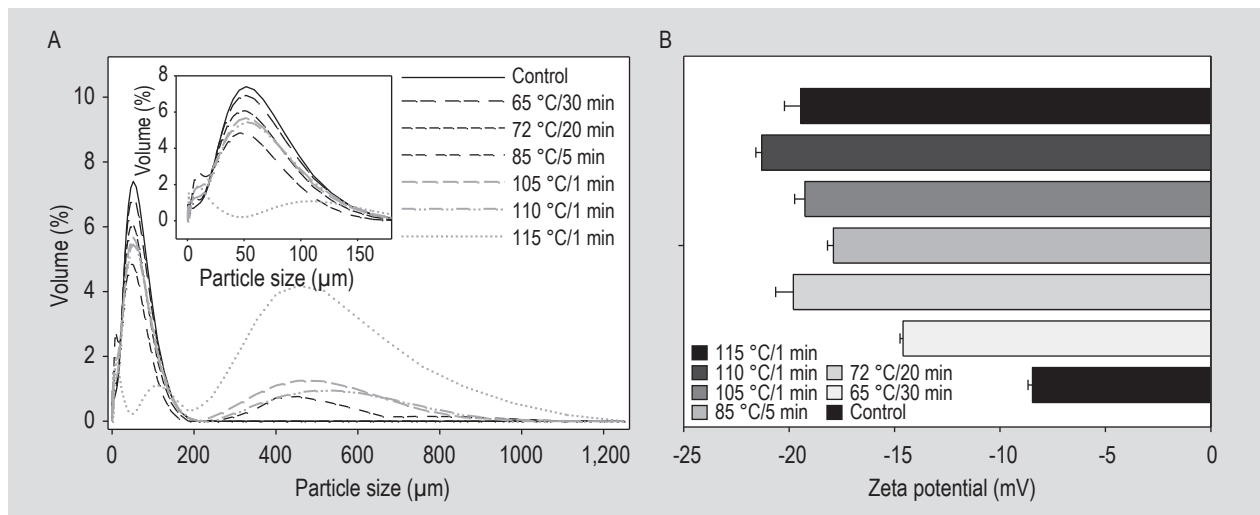 A
Volume (%)
10
8
6
4
2
0
0
200
400
600
800
1000
1,200
Particle size (µm)
Volume (%)
8
6
4
2
0
0
50
100
150
Particle size (µm)
Control
65 °C/30 min
72 °C/20 min
85 °C/5 min
105 °C/1 min
110 °C/1 min
115 °C/1 min
B
115 °C/1 min
110 °C/1 min
105 °C/1 min
85 °C/5 min
72 °C/20 min
65 °C/30 min
Control
-25
-20
-15
-10
-5
0
Zeta potential (mV)